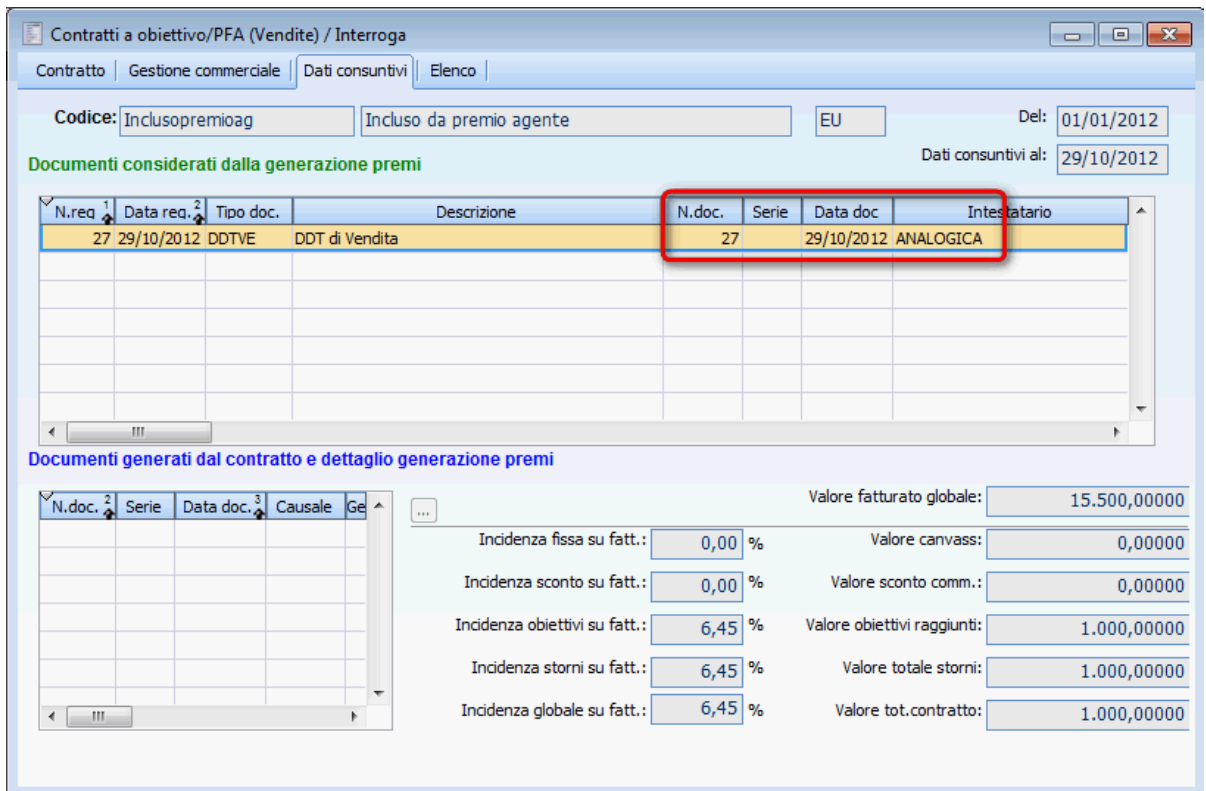 Contratti a obiettivo/PFA (Vendite) / Interroga
Contratto Gestione commerciale Dati consuntivi Elenco
Codice: Inclusopremioag Incluso da premio agente EU Del: 01/01/2012
Documenti considerati dalla generazione premi Dati consuntivi al: 29/10/2012
N.reg 1 Data reg. 2 Tipo doc. Descrizione N.doc. Serie Data doc Intestatario
27 29/10/2012 DDTVE DDT di Vendita 27 29/10/2012 ANALOGICA
Documenti generati dal contratto e dettaglio generazione premi
N.doc. 2 Serie Data doc. 3 Causale Ge ... Valore fatturato globale: 15.500,00000
Incidenza fissa su fatt.: 0,00 % Valore canvass: 0,00000
Incidenza sconto su fatt.: 0,00 % Valore sconto comm.: 0,00000
Incidenza obiettivi su fatt.: 6,45 % Valore obiettivi raggiunti: 1.000,00000
Incidenza storni su fatt.: 6,45 % Valore totale storni: 1.000,00000
Incidenza globale su fatt.: 6,45 % Valore tot.contratto: 1.000,00000